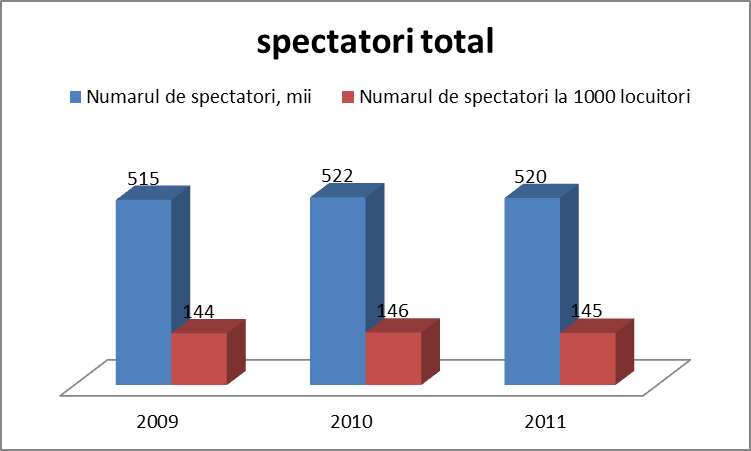 spectatori total
Numarul de spectatori, mii Numarul de spectatori la 1000 locuitori
515 522 520
144 146 145
2009 2010 2011